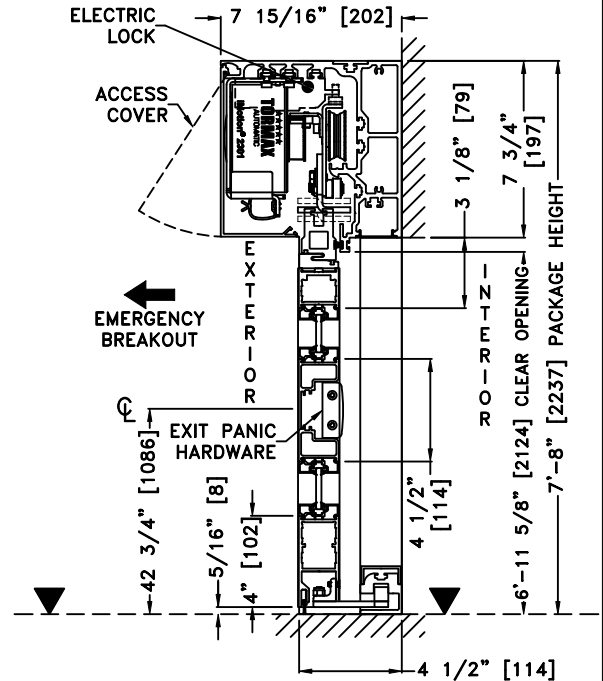 7 15/16" [202]
ELECTRIC
LOCK
ACCESS
COVER
TORMAX
AUTOMATIC
3 1/8" [79]
7 3/4"
[197]
EXTERIOR
INTERIOR
EMERGENCY
BREAKOUT
6'-11 5/8" [2124] CLEAR OPENING
7'-8" [2237] PACKAGE HEIGHT
℄
EXIT PANIC
HARDWARE
42 3/4" [1086]
5/16" [8]
4" [102]
4 1/2"
[114]
4 1/2" [114]